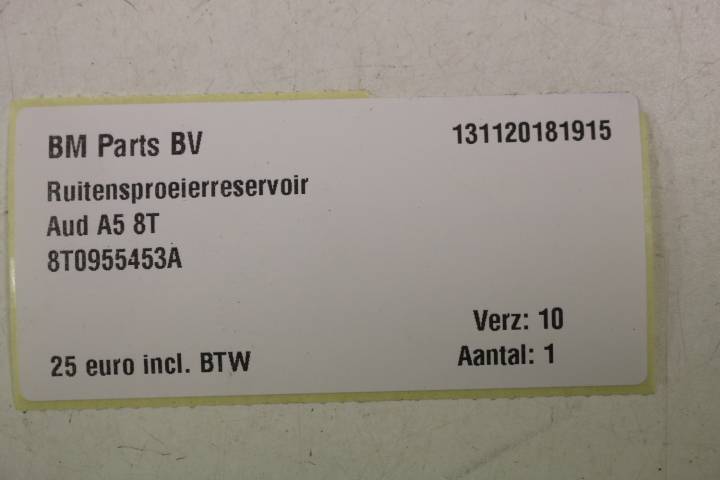 BM Parts BV
131120181915
Ruitensproeierreservoir
Aud A5 8T
8T0955453A
Verz: 10
25 euro incl. BTW
Aantal: 1